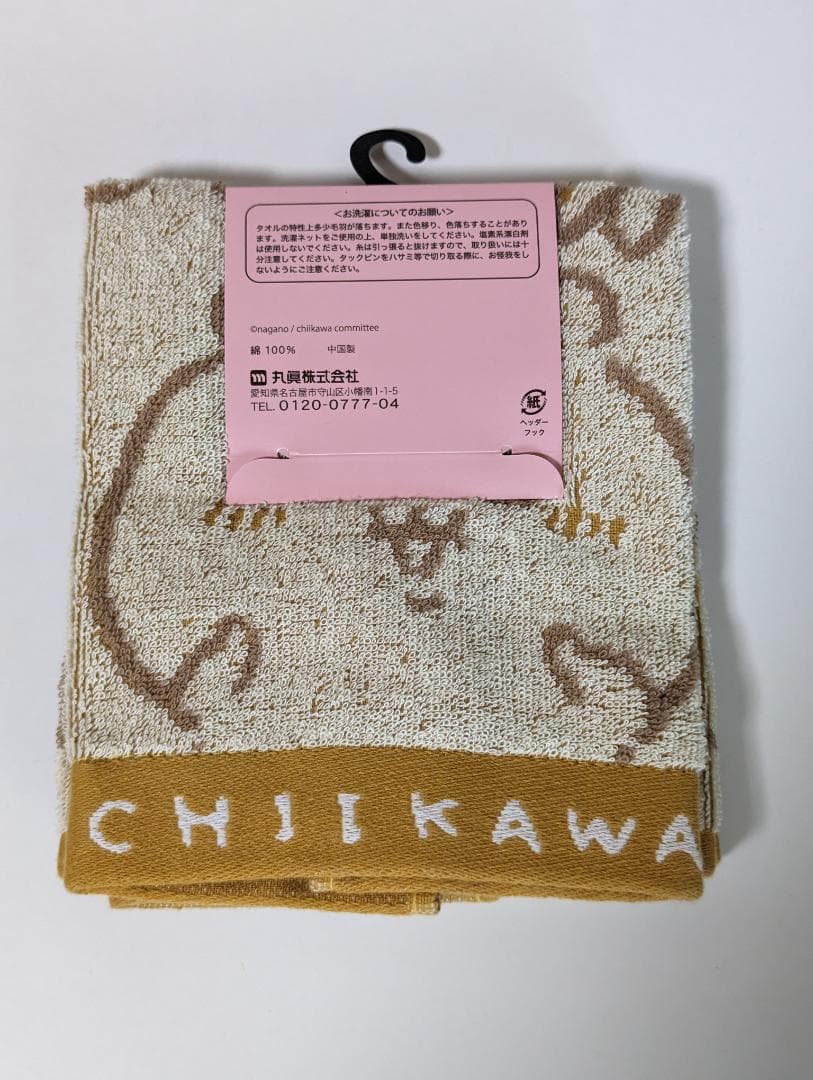 <お洗濯についてのお願い>
タオルの特性上多少毛羽が落ちます。また色移り、色落ちすることがあり
ます。洗濯ネットをご使用の上、単独洗いをしてください。塩素系漂白剤
は使用しないでください。糸は引っ張ると抜けますので、取り扱いには十
分注意してください。タックピンをハサミ等で切り取る際に、お怪我をし
ないようにご注意ください。
©nagano / chiikawa committee
綿 100% 中国製
m 丸眞株式会社
愛知県名古屋市守山区小幡南1-1-5
TEL. 0120-0777-04
紙
ヘッダー
フック
CHIIKAWA